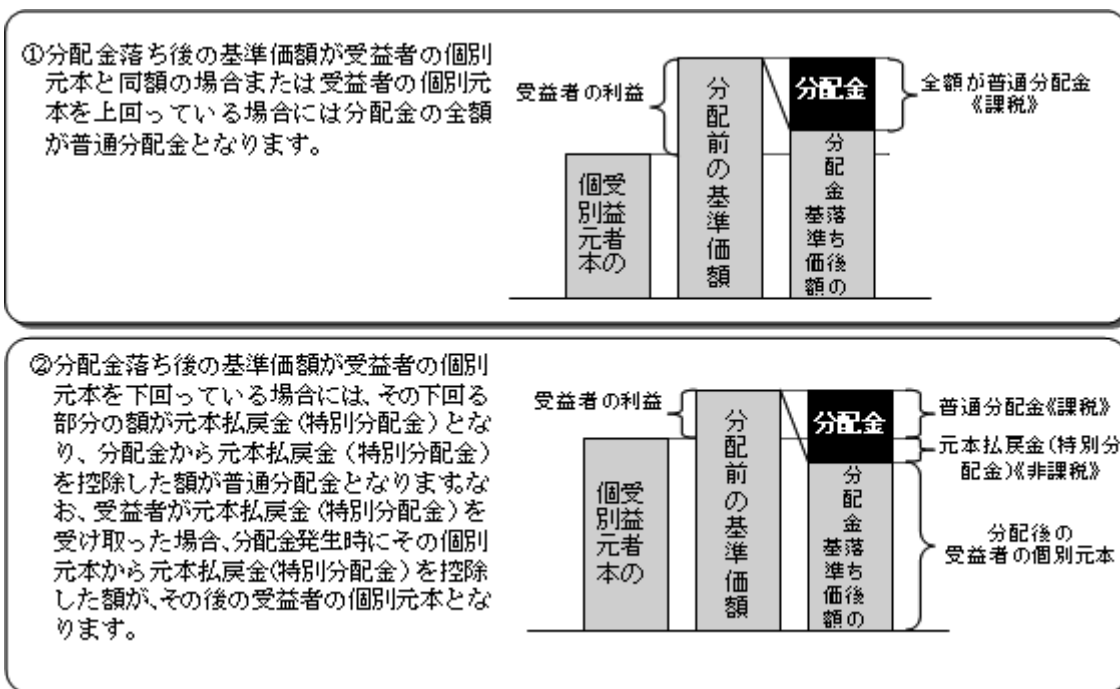 ①分配金落ち後の基準価額が受益者の個別
元本と同額の場合または受益者の個別元
本を上回っている場合には分配金の全額
が普通分配金となります。
受益者の利益
個別元本
受益者の
分配前の基準価額
分配金
分配金
基準価額
落ち後の
全額が普通分配金
《課税》
②分配金落ち後の基準価額が受益者の個別
元本を下回っている場合には、その下回る
部分の額が元本払戻金(特別分配金)とな
り、分配金から元本払戻金(特別分配金)
を控除した額が普通分配金となります。な
お、受益者が元本払戻金(特別分配金)を
受け取った場合、分配金発生時にその個別
元本から元本払戻金(特別分配金)を控除
した額が、その後の受益者の個別元本とな
ります。
受益者の利益
個別元本
受益者の
分配前の基準価額
分配金
分配金
基準価額
落ち後の
普通分配金《課税》
元本払戻金(特別分
配金)《非課税》
分配後の
受益者の個別元本